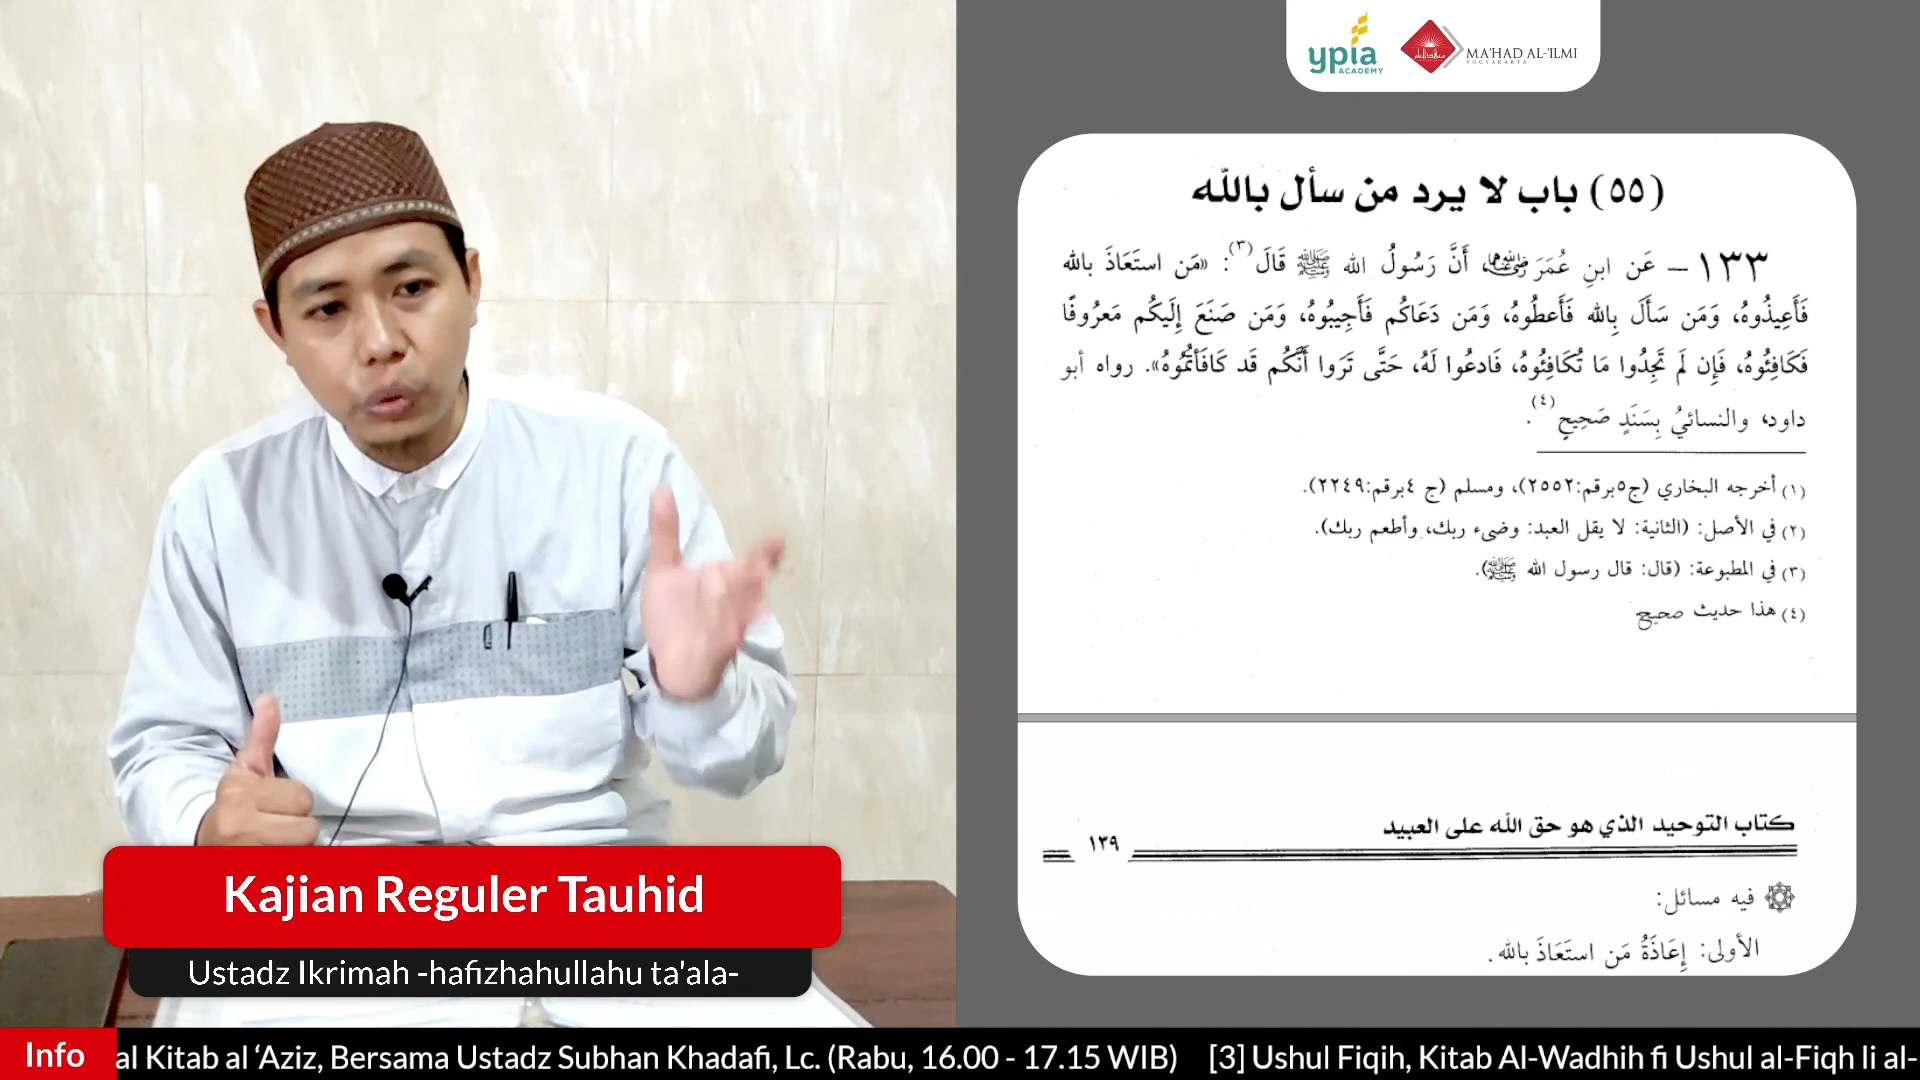 ypia
ACADEMY
MA'HAD AL-'ILMI
YOGYAKARTA
(٥٥) باب لا يرد من سأل بالله
١٣٣ – عَن ابنِ عُمَرَ رضي الله عنهما، أَنَّ رَسُولُ الله ﷺ قَالَ(٣): «مَن استَعَاذَ بالله
فَأَعِيذُوهُ، وَمَن سَأَلَ بِالله فَأَعطُوهُ، وَمَن دَعَاكُم فَأَجِيبُوهُ، وَمَن صَنَعَ إِلَيكُم مَعرُوفًا
فَكَافِئُوهُ، فَإِن لَم تَجِدُوا مَا تُكَافِئُوهُ، فَادعُوا لَهُ، حَتَّى تَرَوا أَنَّكُم قَد كَافَأتُمُوهُ». رواه أبو
داود، والنسائيُ بِسَنَدٍ صَحِيحٍ(٤).
(١) أخرجه البخاري (ج٥برقم:٢٥٥٢)، ومسلم (ج ٤برقم:٢٢٤٩).
(٢) في الأصل: (الثانية: لا يقل العبد: وضىء ربك، وأطعم ربك).
(٣) في المطبوعة: (قال: قال رسول الله ﷺ).
(٤) هذا حديث صحيح
كتاب التوحيد الذي هو حق الله على العبيد
١٣٩
فيه مسائل:
الأولى: إِعَاذَةُ مَن استَعَاذَ بالله.
Kajian Reguler Tauhid
Ustadz Ikrimah -hafizhahullahu ta'ala-
Info al Kitab al ‘Aziz, Bersama Ustadz Subhan Khadafi, Lc. (Rabu, 16.00 - 17.15 WIB) [3] Ushul Fiqih, Kitab Al-Wadhih fi Ushul al-Fiqh li al-